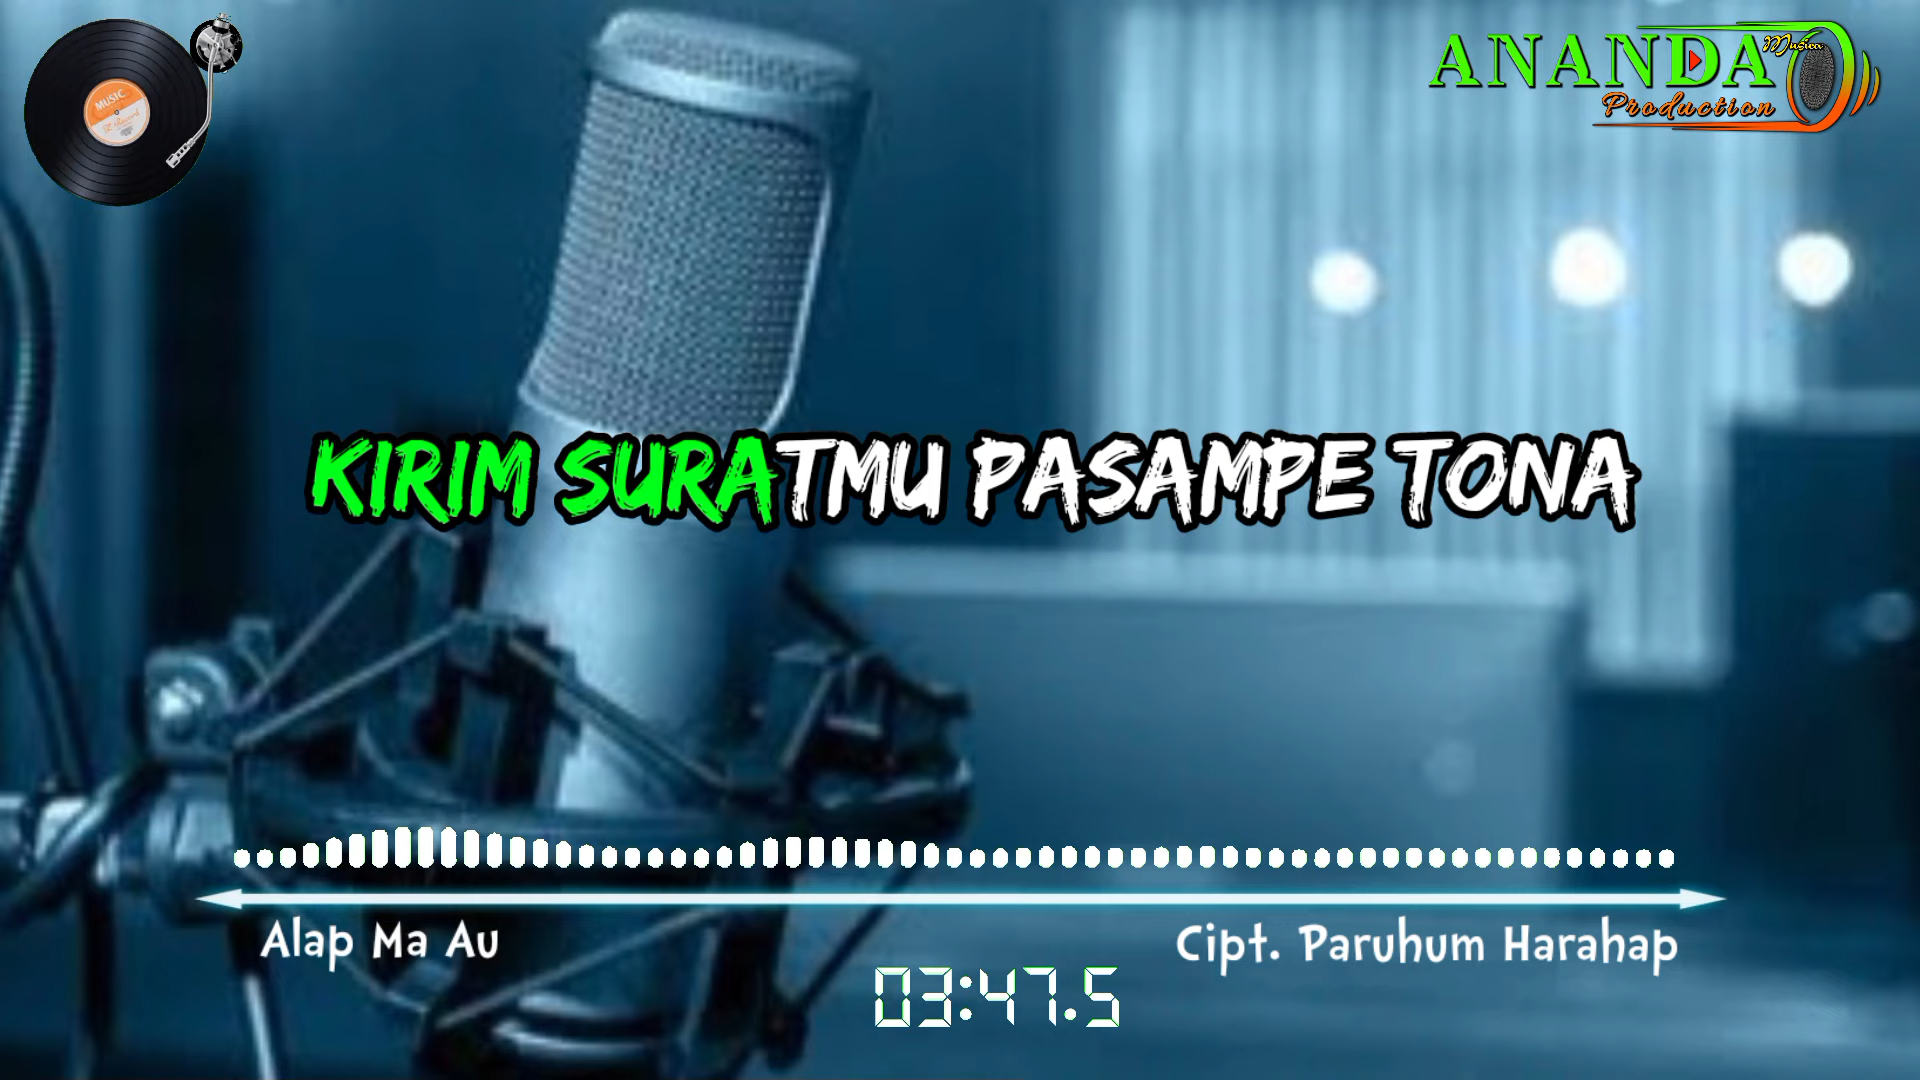 MUSIC
ANANDA
Musica
Production
KIRIM SURATMU PASAMPE TONA
Alap Ma Au
Cipt. Paruhum Harahap
03:47.5